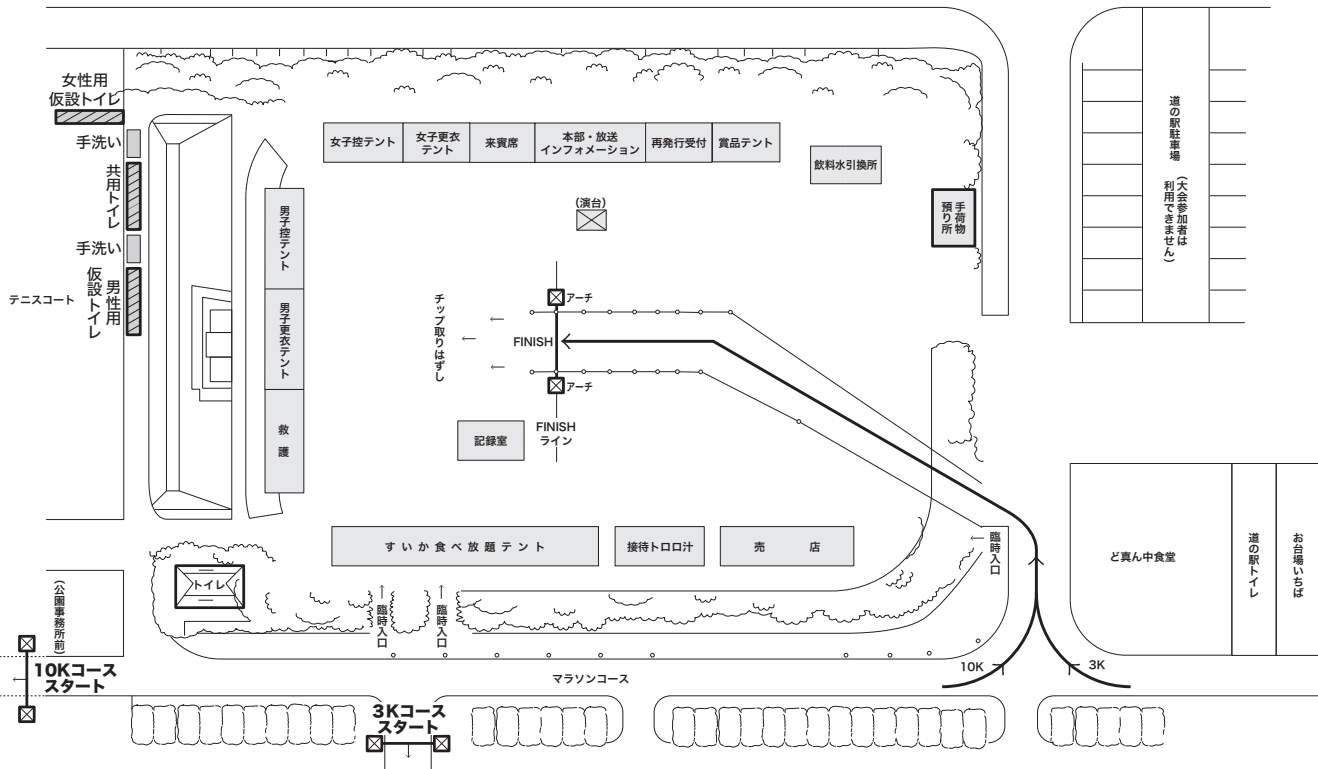 女性用
仮設トイレ
手洗い
共用トイレ
手洗い
男性用
仮設トイレ
テニスコート
女子控テント
女子更衣
テント
来賓席
本部・放送
インフォメーション
再発行受付
賞品テント
飲料水引換所
手荷物
預り所
道の駅駐車場
(大会参加者は
利用できません)
(演台)
男子控テント
男子更衣テント
救護
チップ取りはずし
アーチ
FINISH
アーチ
FINISH
ライン
記録室
すいか食べ放題テント
接待トロロ汁
売店
臨時入口
ど真ん中食堂
道の駅トイレ
お台場いちば
トイレ
臨時入口
臨時入口
(公園事務所前)
10Kコース
スタート
マラソンコース
10K
3K
3Kコース
スタート